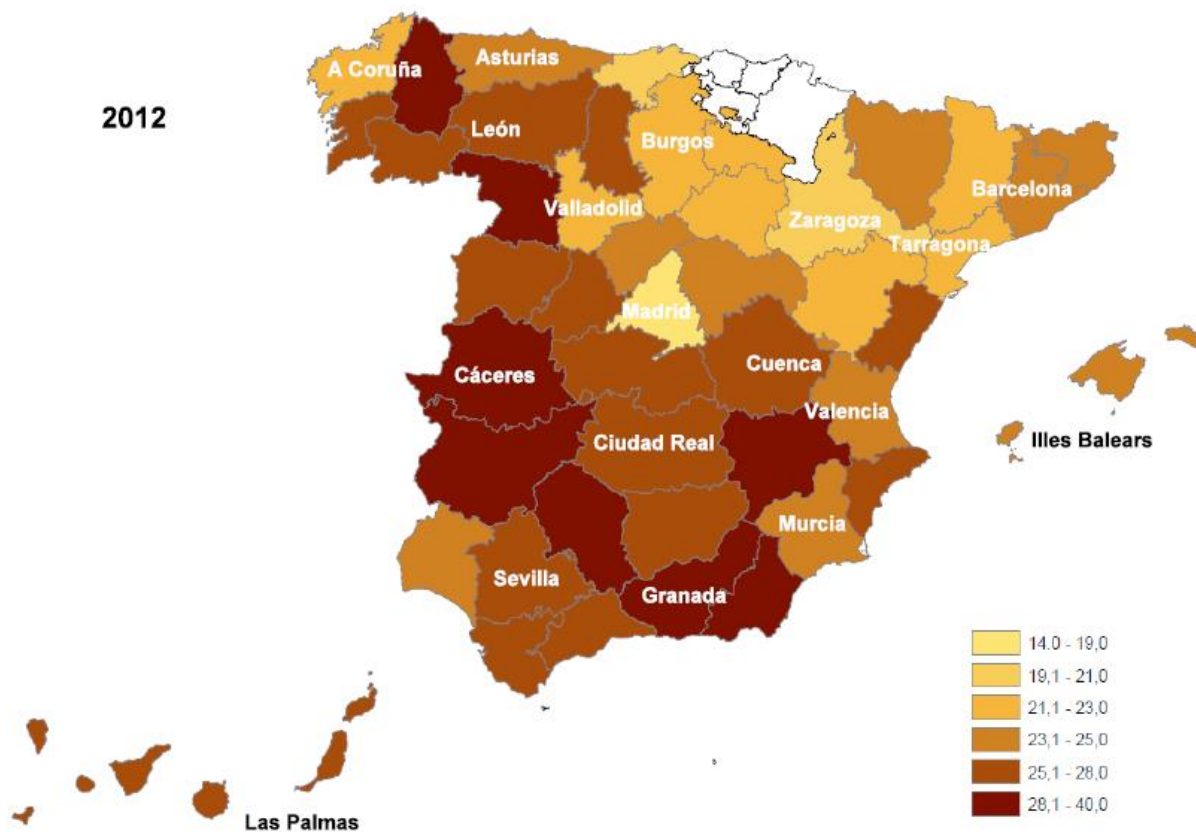 2012
Asturias
A Coruña
León
Burgos
Barcelona
Valladolid
Zaragoza
Tarragona
Madrid
Cuenca
Cáceres
Valencia
Ciudad Real
Illes Balears
Murcia
Sevilla
Granada
Las Palmas
14.0 - 19,0
19,1 - 21,0
21,1 - 23,0
23,1 - 25,0
25,1 - 28,0
28,1 - 40,0